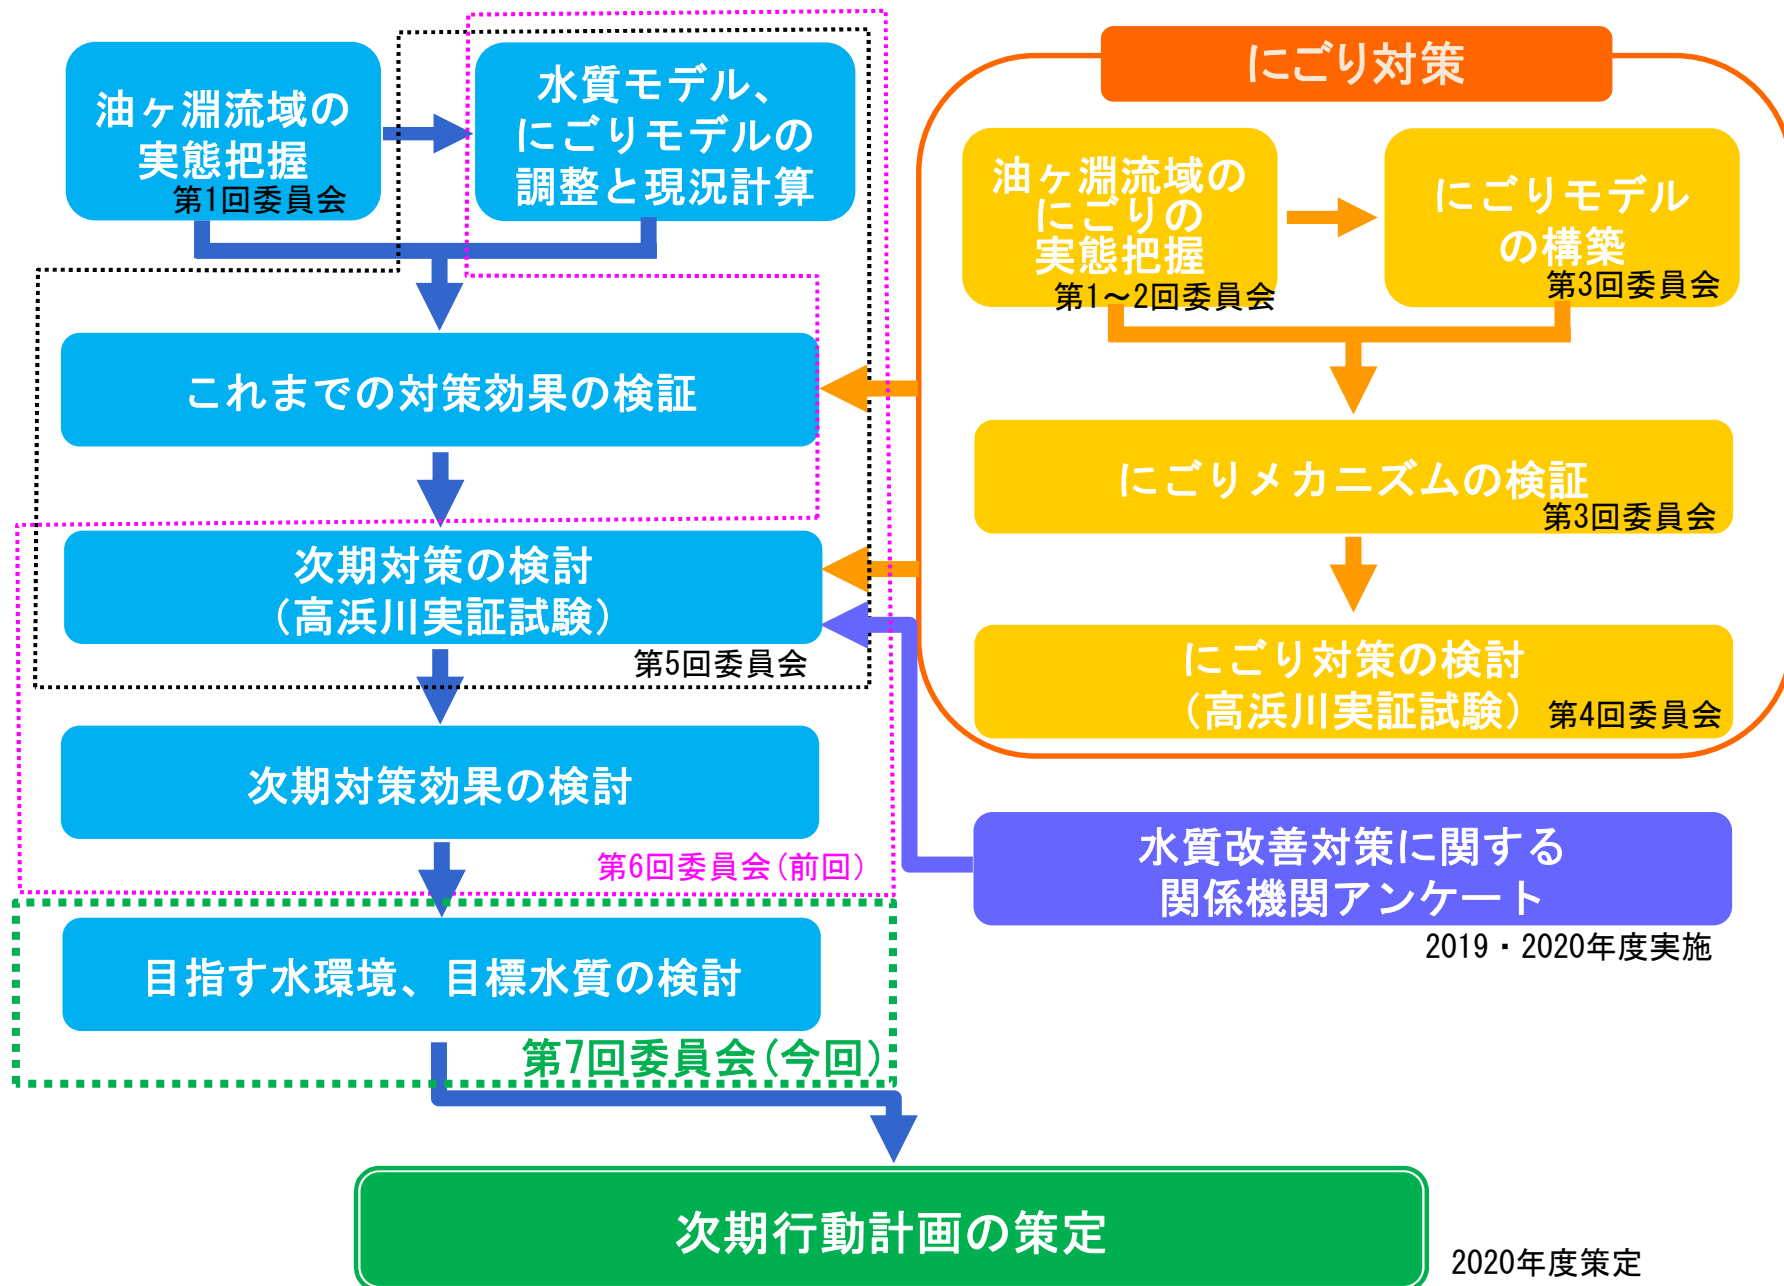 油ヶ淵流域の
実態把握
第1回委員会
水質モデル、
にごりモデルの
調整と現況計算
これまでの対策効果の検証
次期対策の検討
（高浜川実証試験）
第5回委員会
次期対策効果の検討
第6回委員会(前回)
目指す水環境、目標水質の検討
第7回委員会(今回)
にごり対策
油ヶ淵流域の
にごりの
実態把握
第1～2回委員会
にごりモデル
の構築
第3回委員会
にごりメカニズムの検証
第3回委員会
にごり対策の検討
（高浜川実証試験）
第4回委員会
水質改善対策に関する
関係機関アンケート
2019・2020年度実施
次期行動計画の策定
2020年度策定